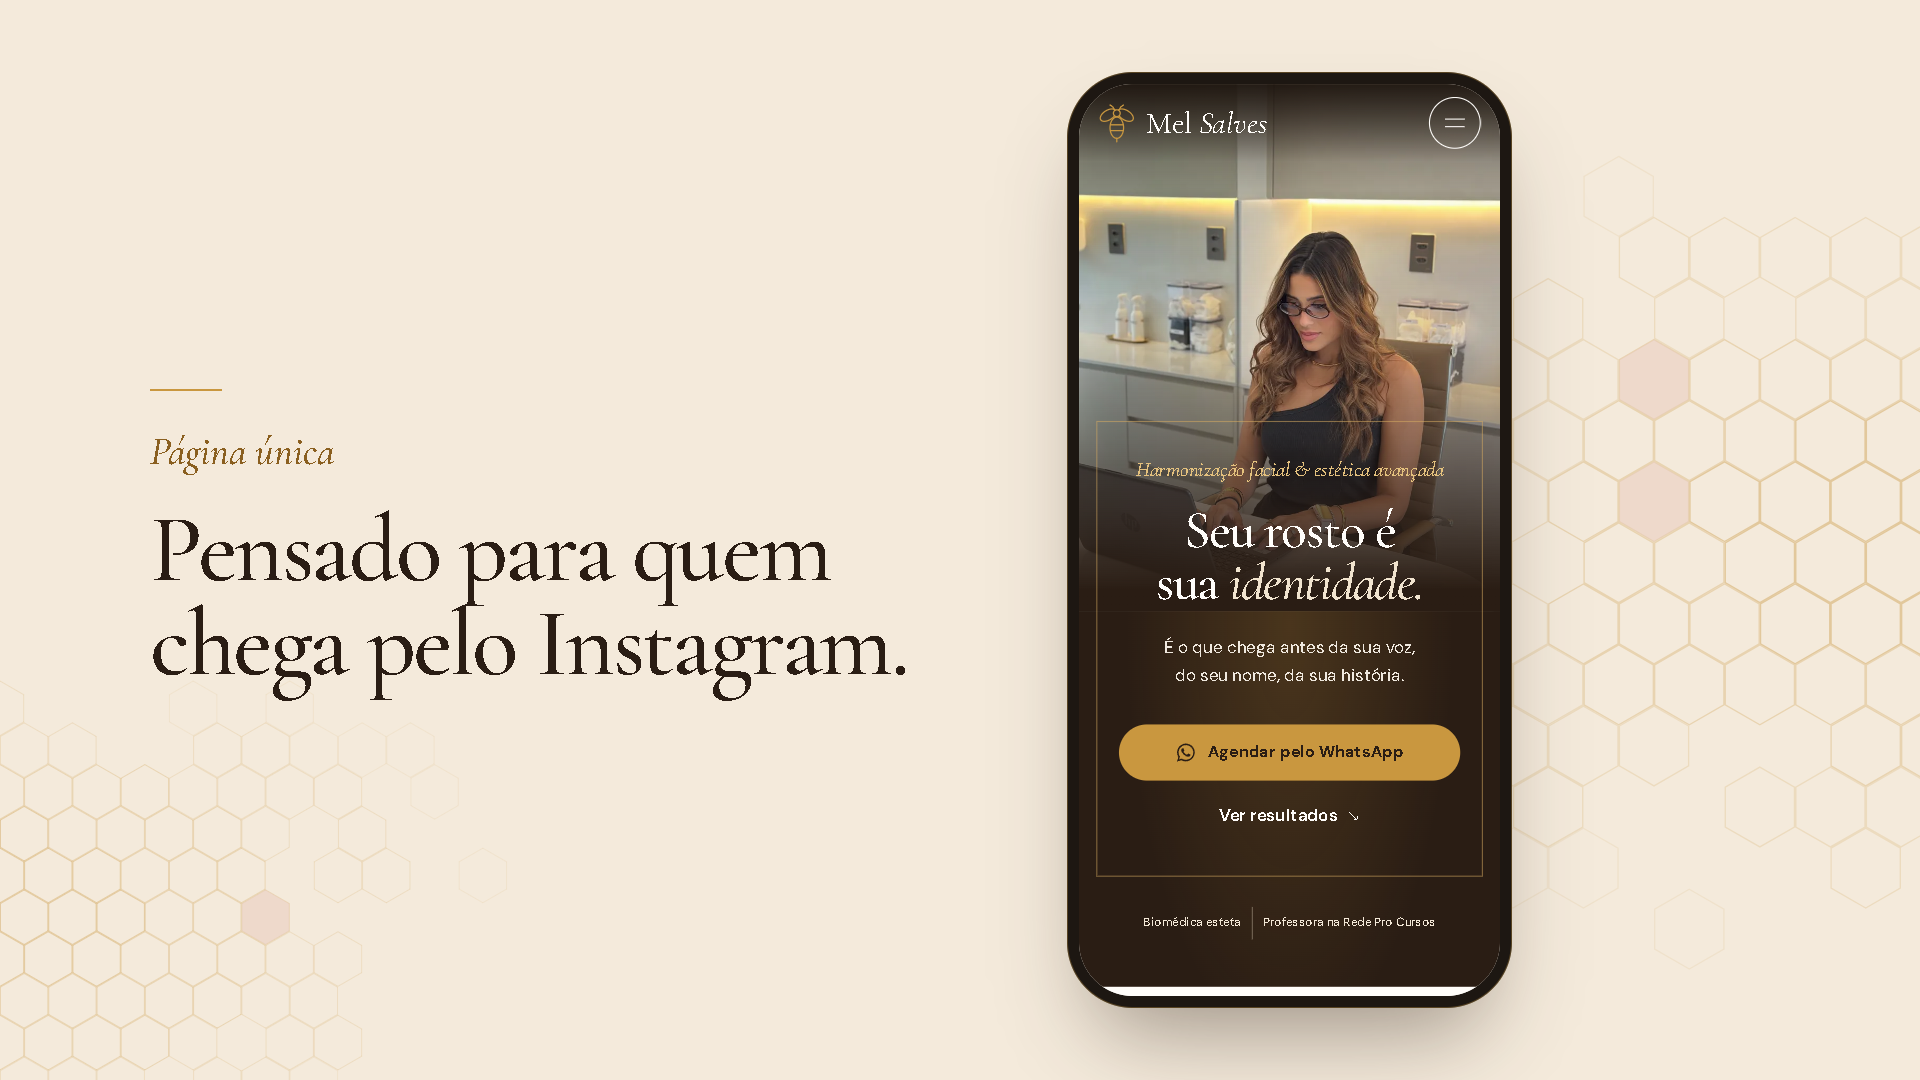 Página única
Pensado para quem
chega pelo Instagram.
Mel Salves
Harmonização facial & estética avançada
Seu rosto é
sua identidade.
É o que chega antes da sua voz,
do seu nome, da sua história.
Agendar pelo WhatsApp
Ver resultados ↘
Biomédica esteta
Professora na Rede Pro Cursos